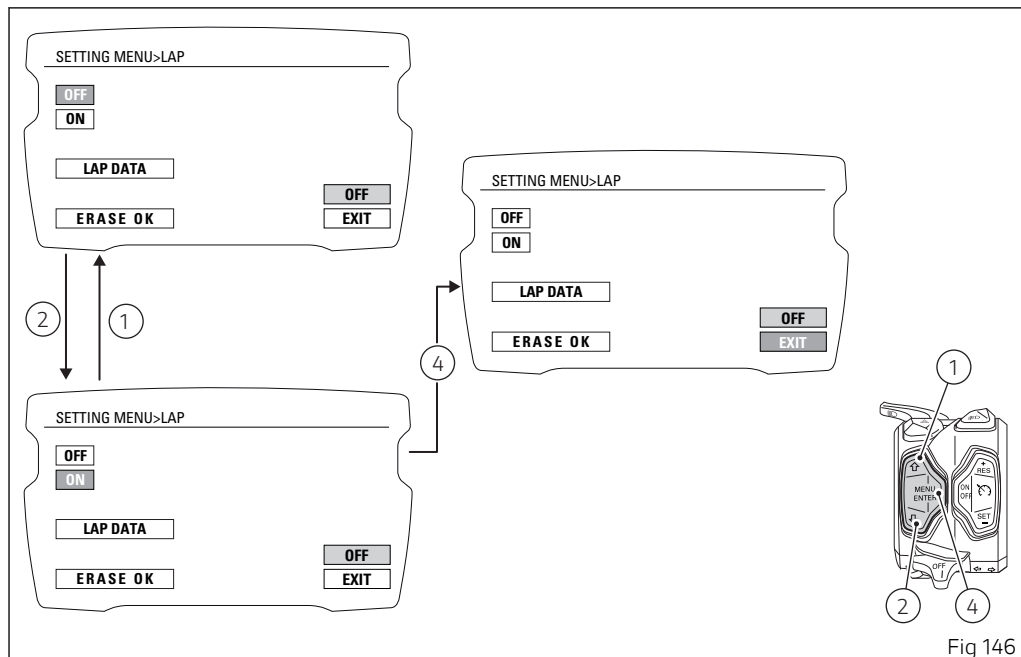 SETTING MENU>LAP
OFF
ON
LAP DATA
OFF
ERASE OK
EXIT
2
1
SETTING MENU>LAP
OFF
ON
LAP DATA
OFF
ERASE OK
EXIT
4
SETTING MENU>LAP
OFF
ON
LAP DATA
OFF
ERASE OK
EXIT
1
+
RES
MENU
ENTER
ON
OFF
SET
–
OFF
2
4
Fig 146